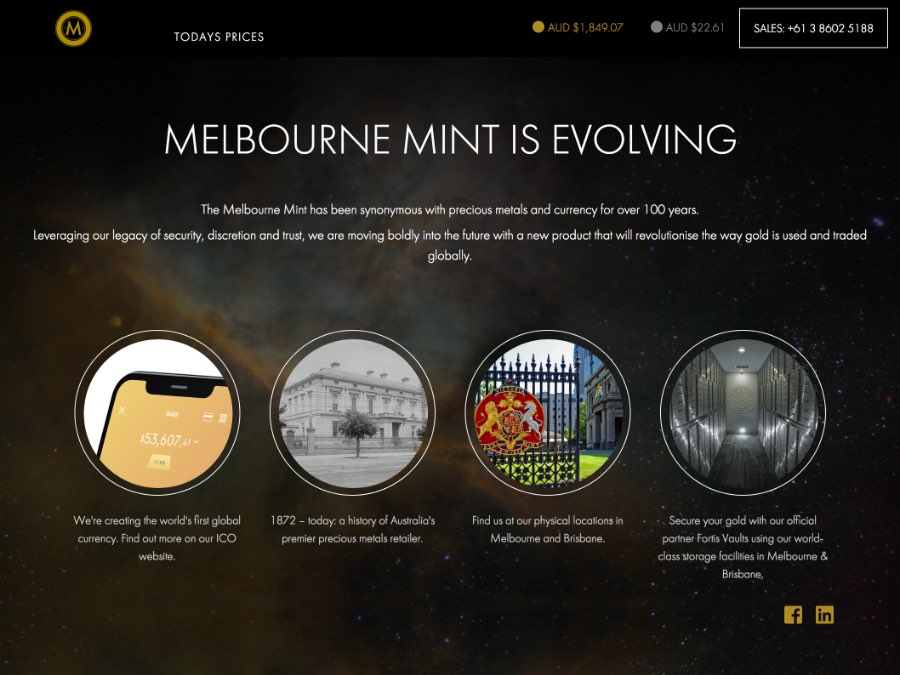 M
TODAYS PRICES
AUD $1,849.07
AUD $22.61
SALES: +61 3 8602 5188
MELBOURNE MINT IS EVOLVING
The Melbourne Mint has been synonymous with precious metals and currency for over 100 years.
Leveraging our legacy of security, discretion and trust, we are moving boldly into the future with a new product that will revolutionise the way gold is used and traded
globally.
Gold
$53,607.41
We're creating the world's first global
currency. Find out more on our ICO
website.
1872 – today: a history of Australia's
premier precious metals retailer.
Find us at our physical locations in
Melbourne and Brisbane.
Secure your gold with our official
partner Fortis Vaults using our world-
class storage facilities in Melbourne &
Brisbane,